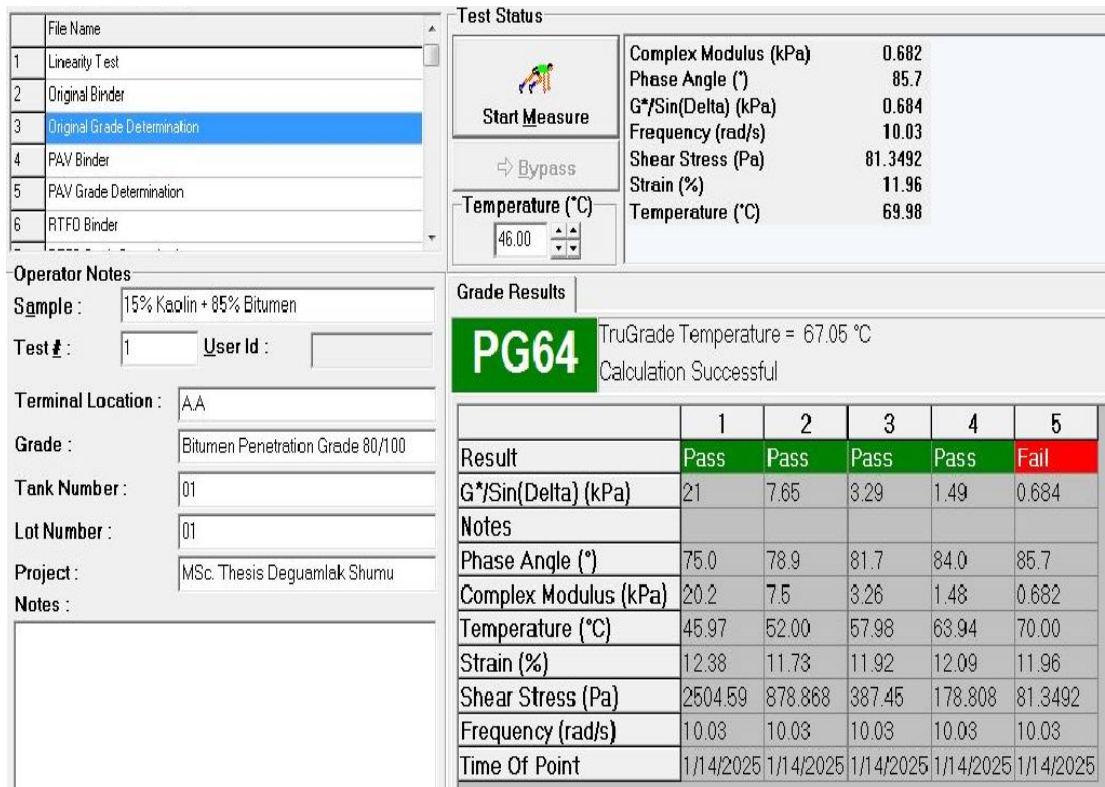 File Name
1 Linearity Test
2 Original Binder
3 Original Grade Determination
4 PAV Binder
5 PAV Grade Determination
6 RTFO Binder
Test Status
Start Measure
Bypass
Temperature (°C)
46.00
Complex Modulus (kPa) 0.682
Phase Angle (°) 85.7
G*/Sin(Delta) (kPa) 0.684
Frequency (rad/s) 10.03
Shear Stress (Pa) 81.3492
Strain (%) 11.96
Temperature (°C) 69.98
Operator Notes
Sample : 15% Kaolin + 85% Bitumen
Test # : 1 User Id :
Terminal Location : A.A
Grade : Bitumen Penetration Grade 80/100
Tank Number : 01
Lot Number : 01
Project : MSc. Thesis Deguamlak Shumu
Notes :
Grade Results
PG64
TruGrade Temperature = 67.05 °C
Calculation Successful
1 2 3 4 5
Result Pass Pass Pass Pass Fail
G*/Sin(Delta) (kPa) 21 7.65 3.29 1.49 0.684
Notes
Phase Angle (°) 75.0 78.9 81.7 84.0 85.7
Complex Modulus (kPa) 20.2 7.5 3.26 1.48 0.682
Temperature (°C) 45.97 52.00 57.98 63.94 70.00
Strain (%) 12.38 11.73 11.92 12.09 11.96
Shear Stress (Pa) 2504.59 878.868 387.45 178.808 81.3492
Frequency (rad/s) 10.03 10.03 10.03 10.03 10.03
Time Of Point 1/14/2025 1/14/2025 1/14/2025 1/14/2025 1/14/2025